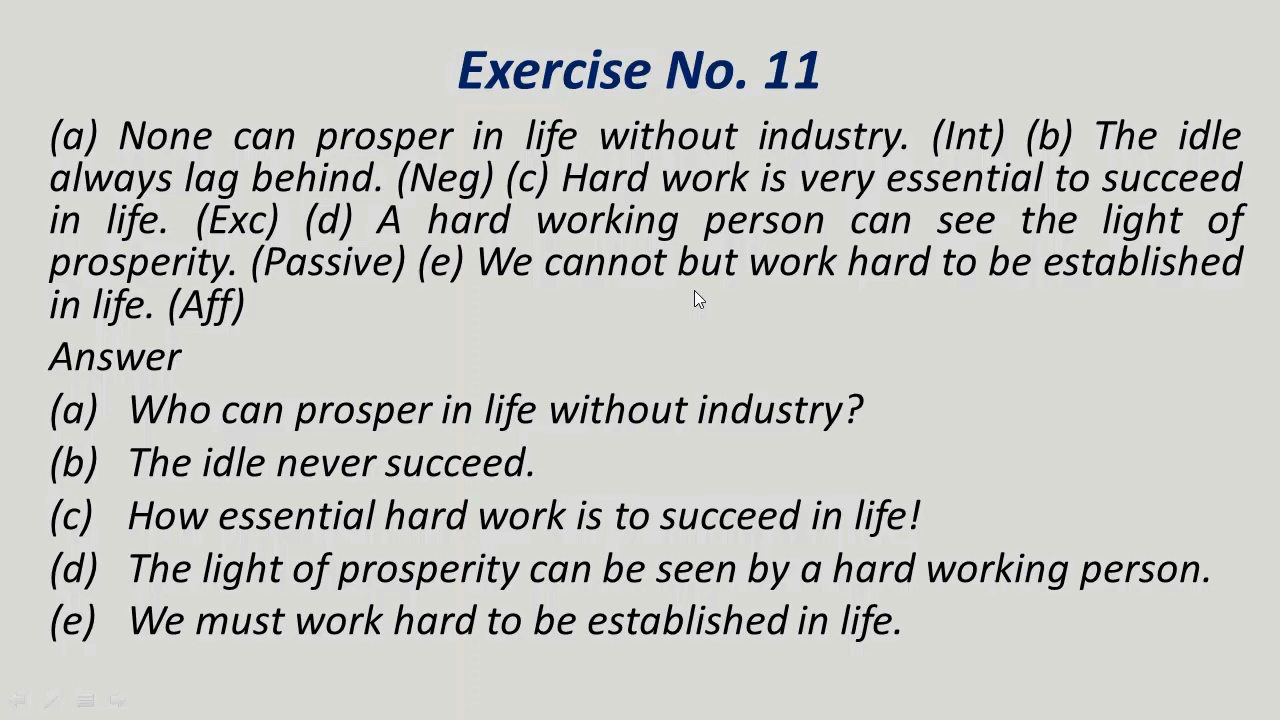 Exercise No. 11
(a) None can prosper in life without industry. (Int) (b) The idle
always lag behind. (Neg) (c) Hard work is very essential to succeed
in life. (Exc) (d) A hard working person can see the light of
prosperity. (Passive) (e) We cannot but work hard to be established
in life. (Aff)
Answer
(a) Who can prosper in life without industry?
(b) The idle never succeed.
(c) How essential hard work is to succeed in life!
(d) The light of prosperity can be seen by a hard working person.
(e) We must work hard to be established in life.